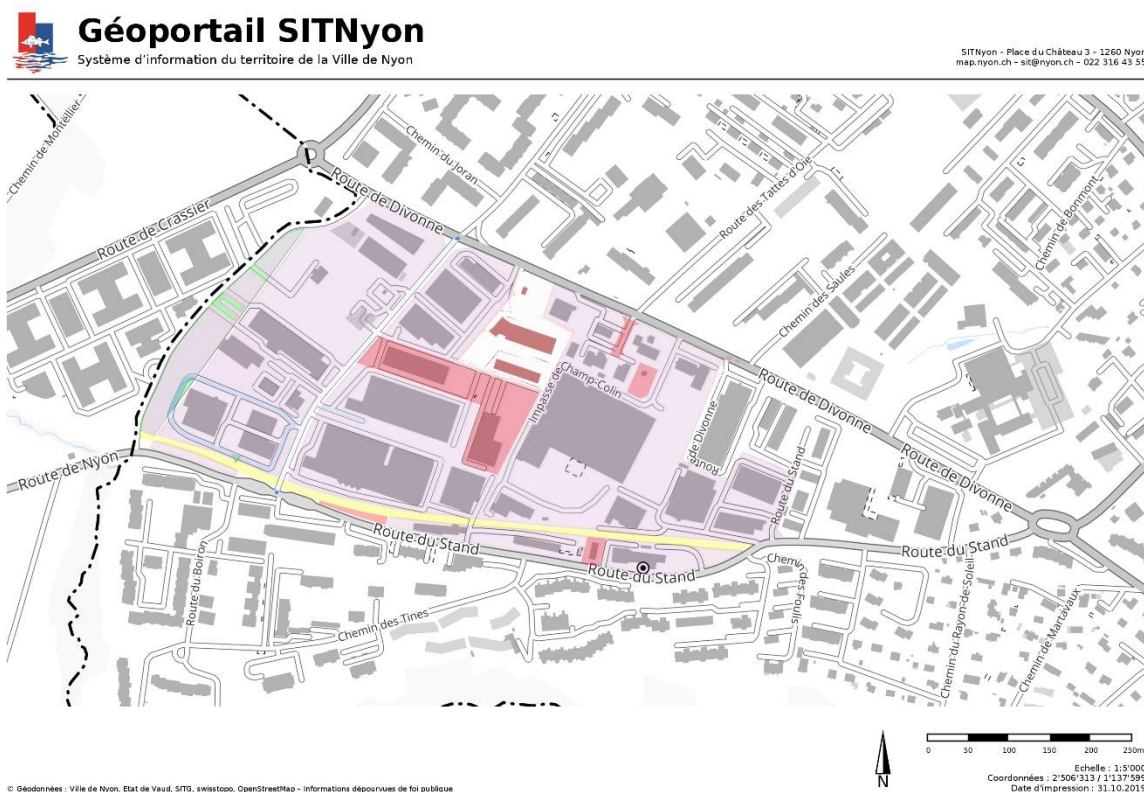 Géoportail SITNyon
Système d'information du territoire de la Ville de Nyon
SITNyon - Place du Château 3 - 1260 Nyon
map.nyon.ch - sit@nyon.ch - 022 316 43 55
Chemin de Montellier
Chemin du Joran
Route de Divonne
Route de Crassier
Route des Tattes d'Oie
Chemin de Bonmont
Chemin des Saules
Impasse de Champ-Colin
Route de Divonne
Route de Divonne
Route de Divonne
Route de Nyon
Route du Stand
Route du Stand
Route du Stand
Route du Stand
Route du Boiron
Chemin des Tines
Chemin des Foulis
Chemin du Rayon-de-Soleil
Chemin de Martavaux
N
0 50 100 150 200 250m
Echelle : 1:5'000
Coordonnées : 2'506'313 / 1'137'599
© Géodonnées : Ville de Nyon, Etat de Vaud, SITG, swisstopo, OpenStreetMap - Informations dépourvues de foi publique
Date d'impression : 31.10.2019